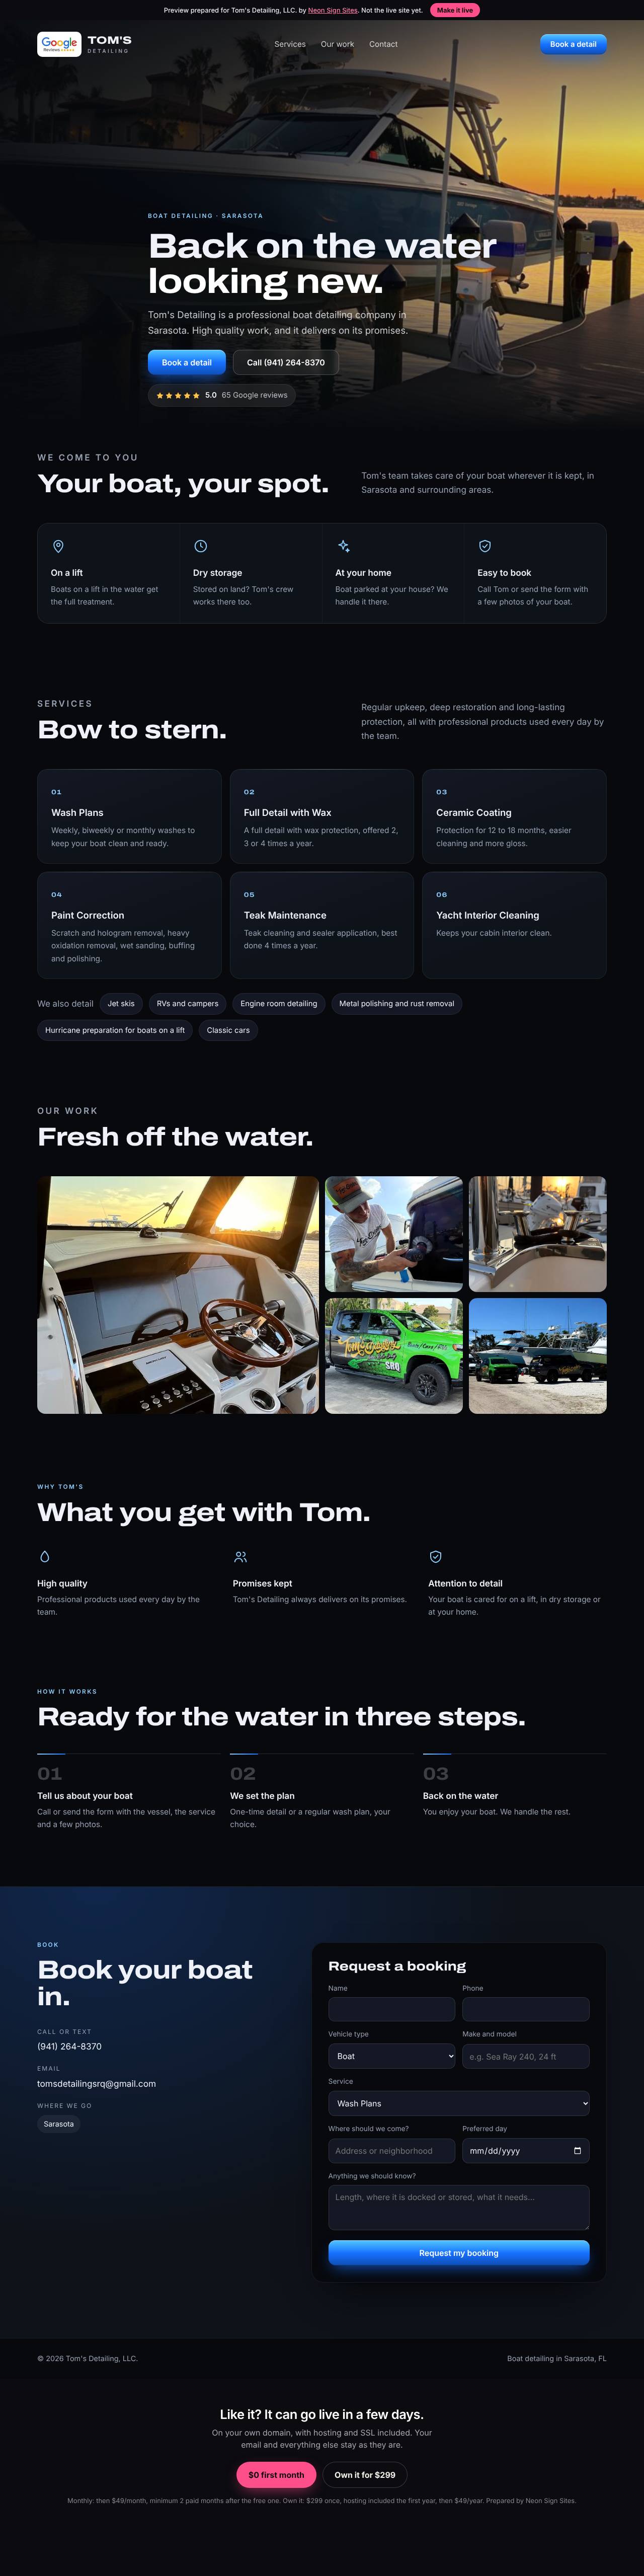 Preview prepared for Tom's Detailing, LLC. by Neon Sign Sites. Not the live site yet. Make it live
Google
Reviews
TOM'S
DETAILING
Services Our work Contact
Book a detail
BOAT DETAILING · SARASOTA
Back on the water
looking new.
Tom's Detailing is a professional boat detailing company in
Sarasota. High quality work, and it delivers on its promises.
Book a detail Call (941) 264-8370
★★★★★ 5.0 65 Google reviews
WE COME TO YOU
Your boat, your spot.
Tom's team takes care of your boat wherever it is kept, in
Sarasota and surrounding areas.
On a lift
Boats on a lift in the water get
the full treatment.
Dry storage
Stored on land? Tom's crew
works there too.
At your home
Boat parked at your house? We
handle it there.
Easy to book
Call Tom or send the form with
a few photos of your boat.
SERVICES
Bow to stern.
Regular upkeep, deep restoration and long-lasting
protection, all with professional products used every day by
the team.
01
Wash Plans
Weekly, biweekly or monthly washes to
keep your boat clean and ready.
02
Full Detail with Wax
A full detail with wax protection, offered 2,
3 or 4 times a year.
03
Ceramic Coating
Protection for 12 to 18 months, easier
cleaning and more gloss.
04
Paint Correction
Scratch and hologram removal, heavy
oxidation removal, wet sanding, buffing
and polishing.
05
Teak Maintenance
Teak cleaning and sealer application, best
done 4 times a year.
06
Yacht Interior Cleaning
Keeps your cabin interior clean.
We also detail Jet skis RVs and campers Engine room detailing Metal polishing and rust removal
Hurricane preparation for boats on a lift Classic cars
OUR WORK
Fresh off the water.
SRQ
WHY TOM'S
What you get with Tom.
High quality
Professional products used every day by the
team.
Promises kept
Tom's Detailing always delivers on its promises.
Attention to detail
Your boat is cared for on a lift, in dry storage or
at your home.
HOW IT WORKS
Ready for the water in three steps.
01
Tell us about your boat
Call or send the form with the vessel, the service
and a few photos.
02
We set the plan
One-time detail or a regular wash plan, your
choice.
03
Back on the water
You enjoy your boat. We handle the rest.
BOOK
Book your boat
in.
CALL OR TEXT
(941) 264-8370
EMAIL
tomsdetailingsrq@gmail.com
WHERE WE GO
Sarasota
Request a booking
Name Phone
Vehicle type Make and model
Boat e.g. Sea Ray 240, 24 ft
Service
Wash Plans
Where should we come? Preferred day
Address or neighborhood mm/dd/yyyy
Anything we should know?
Length, where it is docked or stored, what it needs...
Request my booking
© 2026 Tom's Detailing, LLC.
Boat detailing in Sarasota, FL
Like it? It can go live in a few days.
On your own domain, with hosting and SSL included. Your
email and everything else stay as they are.
$0 first month Own it for $299
Monthly: then $49/month, minimum 2 paid months after the free one. Own it: $299 once, hosting included the first year, then $49/year. Prepared by Neon Sign Sites.